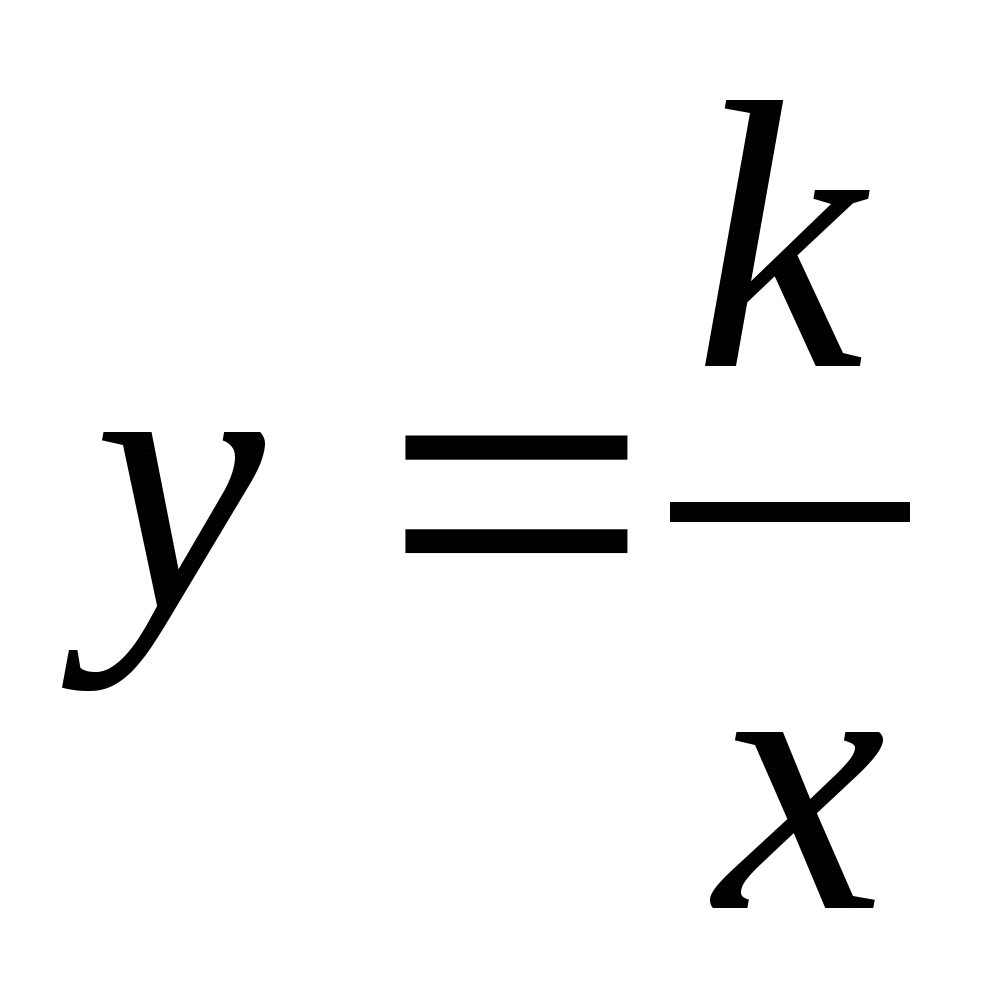 y = k/x